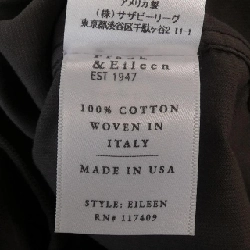 アメリカ製
(株)サザビーリーグ
東京都渋谷区千駄ヶ谷2-11-1
Frank
& Eileen
EST 1947
100% COTTON
WOVEN IN
ITALY
MADE IN USA
STYLE: EILEEN
RN# 117409